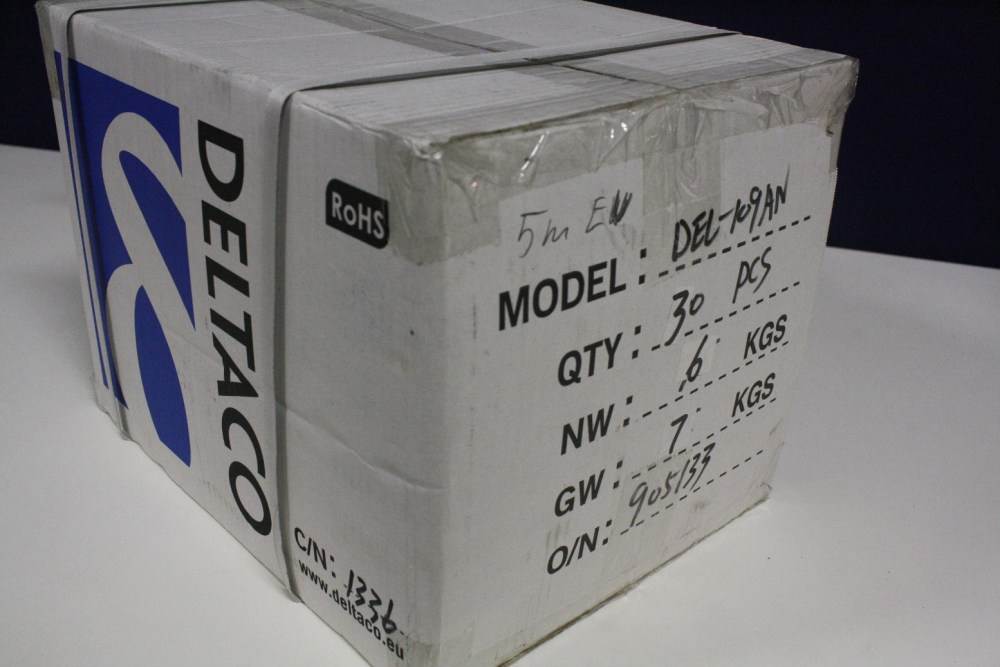 DELTACO
RoHS
C/N: 1336
www.deltaco.eu
5m EU
MODEL: DEL-109AN
QTY: 30 PCS
NW: 6 KGS
GW: 7 KGS
O/N: 905133